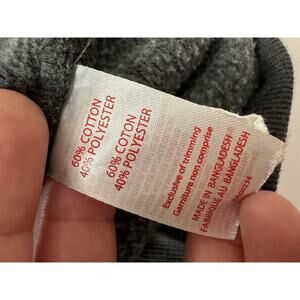 60% COTTON
40% POLYESTER
60% COTON
40% POLYESTER
Exclusive of trimming
Garniture non comprise
MADE IN BANGLADESH
FABRIQUÉ AU BANGLADESH